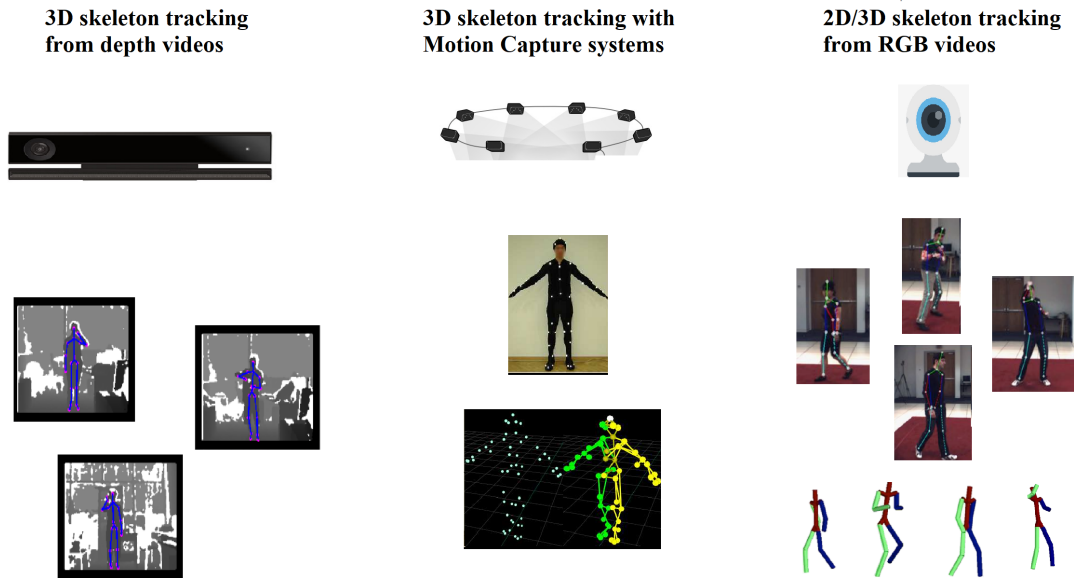 3D skeleton tracking
from depth videos
3D skeleton tracking with
Motion Capture systems
2D/3D skeleton tracking
from RGB videos